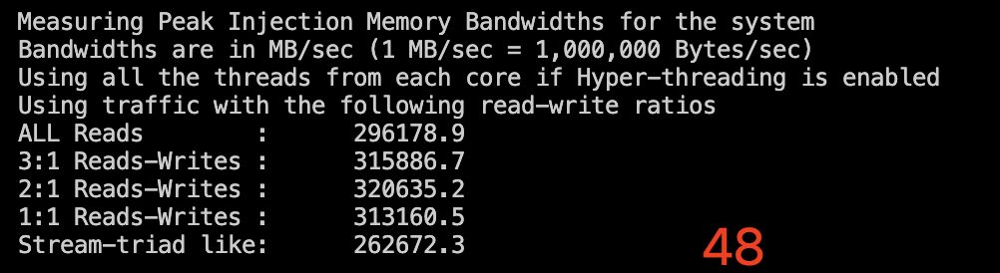 Measuring Peak Injection Memory Bandwidths for the system
Bandwidths are in MB/sec (1 MB/sec = 1,000,000 Bytes/sec)
Using all the threads from each core if Hyper-threading is enabled
Using traffic with the following read-write ratios
ALL Reads        :      296178.9
3:1 Reads-Writes :      315886.7
2:1 Reads-Writes :      320635.2
1:1 Reads-Writes :      313160.5
Stream-triad like:      262672.3
48